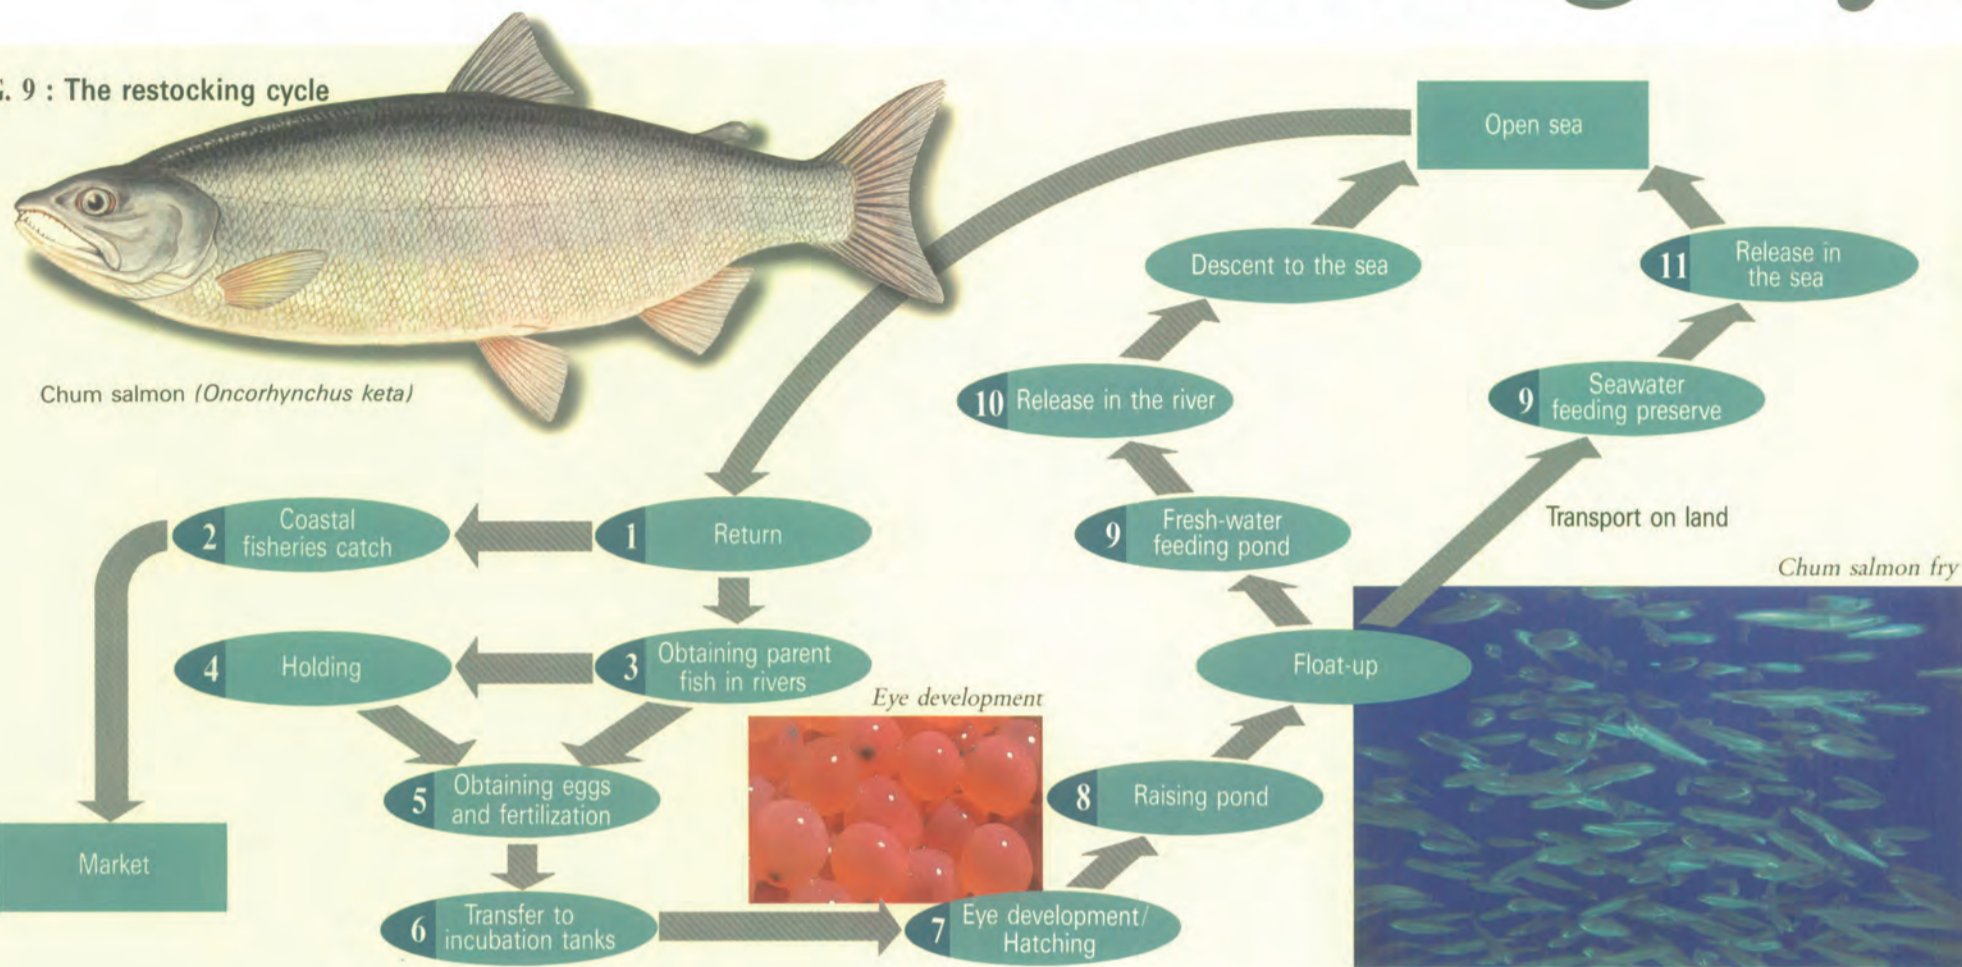 9 : The restocking cycle
Chum salmon (Oncorhynchus keta)
Open sea
Descent to the sea
11 Release in
the sea
10 Release in the river
9 Seawater
feeding preserve
2 Coastal
fisheries catch
1 Return
9 Fresh-water
feeding pond
Transport on land
Chum salmon fry
4 Holding
3 Obtaining parent
fish in rivers
Float-up
Eye development
5 Obtaining eggs
and fertilization
8 Raising pond
Market
6 Transfer to
incubation tanks
7 Eye development/
Hatching